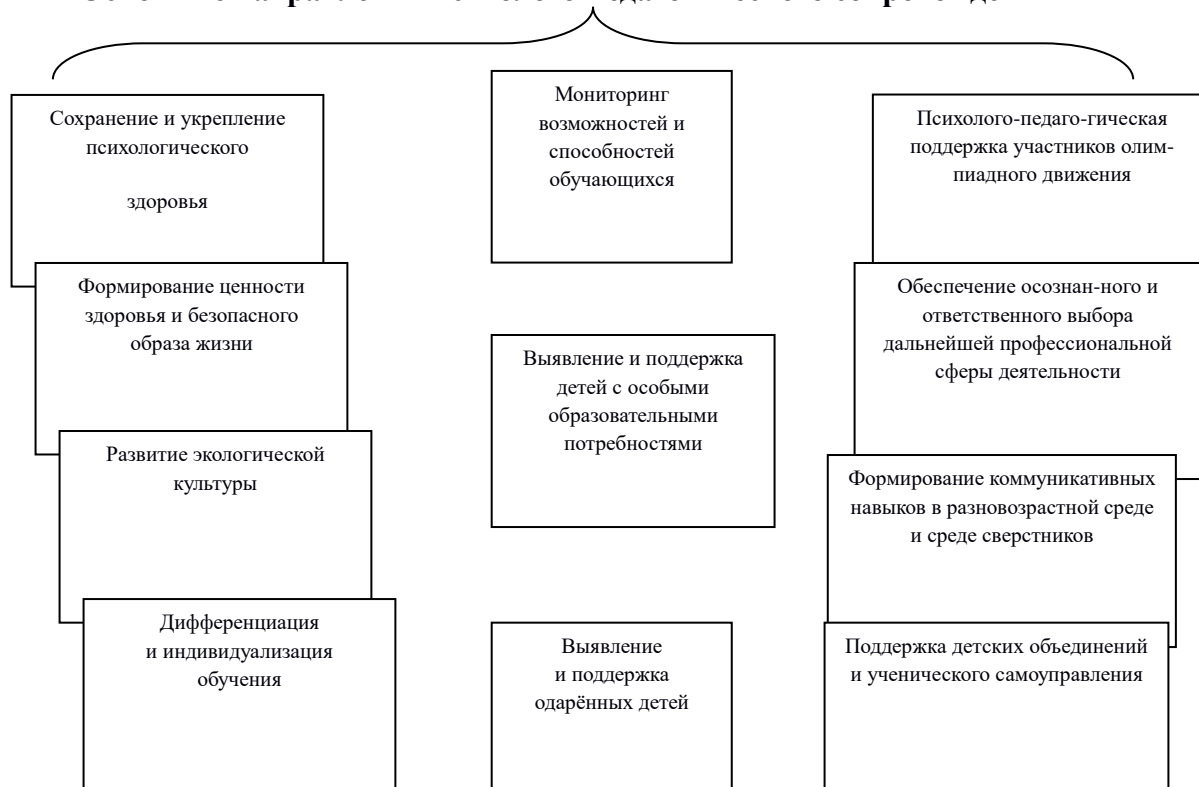 Сохранение и укрепление
психологического
здоровья
Формирование ценности
здоровья и безопасного
образа жизни
Развитие экологической
культуры
Дифференциация
и индивидуализация
обучения
Мониторинг
возможностей и
способностей
обучающихся
Выявление и поддержка
детей с особыми
образовательными
потребностями
Выявление
и поддержка
одарённых детей
Психолого-педаго-гическая
поддержка участников олим-
пиадного движения
Обеспечение осознан-ного и
ответственного выбора
дальнейшей профессиональной
сферы деятельности
Формирование коммуникативных
навыков в разновозрастной среде
и среде сверстников
Поддержка детских объединений
и ученического самоуправления